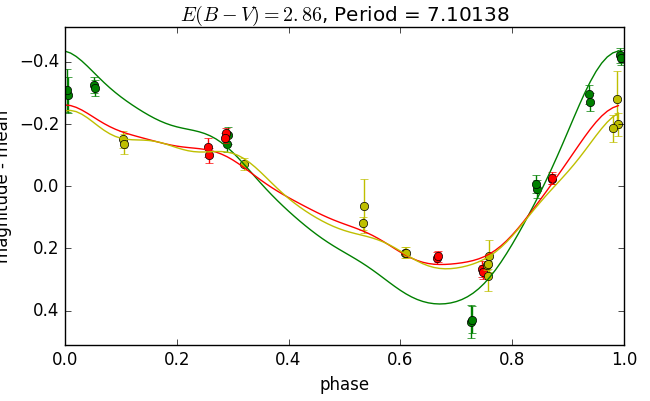 E(B − V) = 2.86, Period = 7.10138
magnitude - mean
−0.4
−0.2
0.0
0.2
0.4
0.0 0.2 0.4 0.6 0.8 1.0
phase